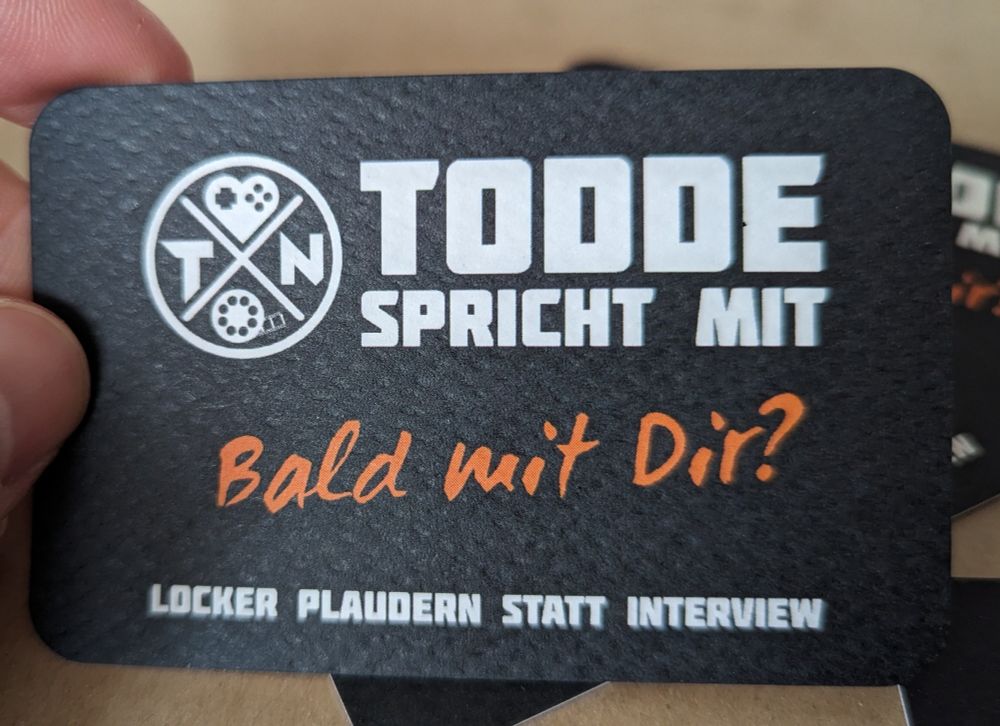 T N
TODDE
SPRICHT MIT
Bald mit Dir?
LOCKER PLAUDERN STATT INTERVIEW